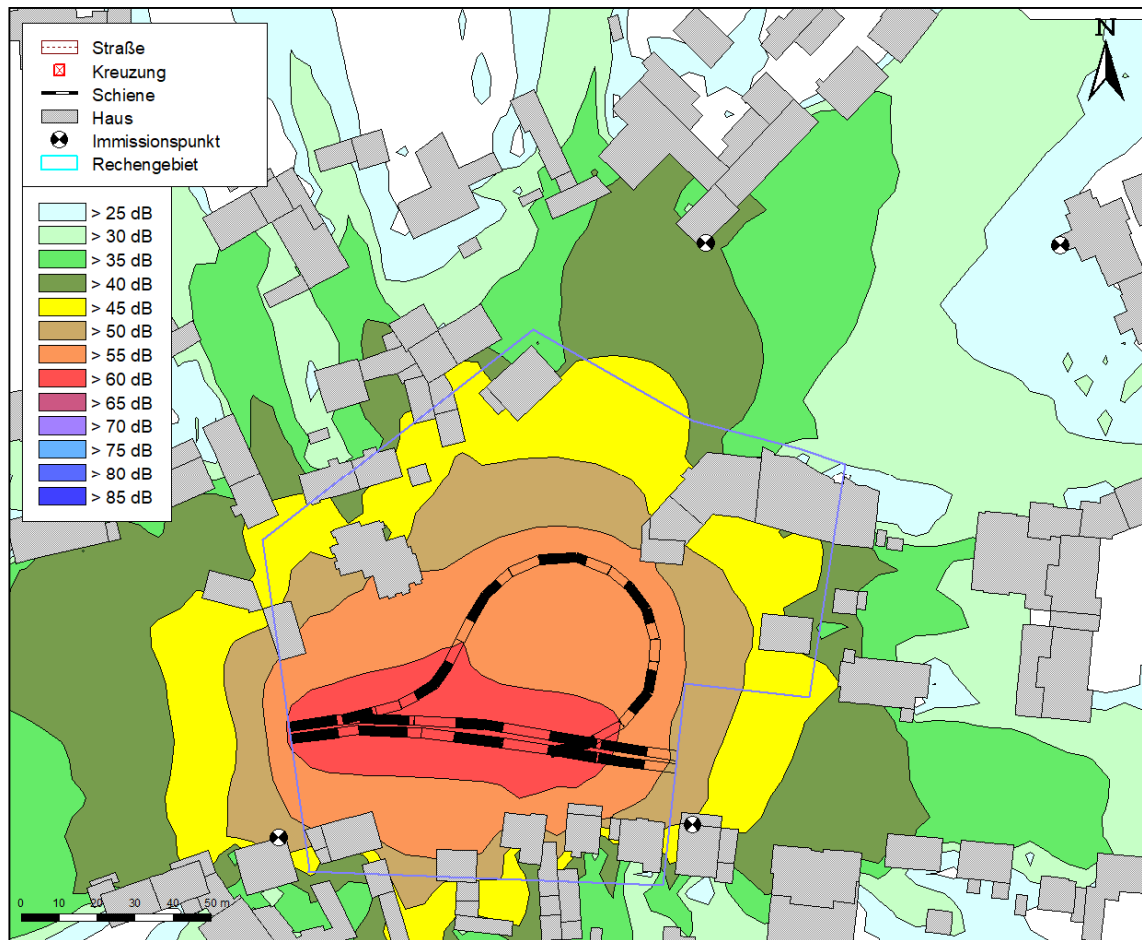 Straße
Kreuzung
Schiene
Haus
Immissionspunkt
Rechengebiet
> 25 dB
> 30 dB
> 35 dB
> 40 dB
> 45 dB
> 50 dB
> 55 dB
> 60 dB
> 65 dB
> 70 dB
> 75 dB
> 80 dB
> 85 dB
N
0 10 20 30 40 50 m